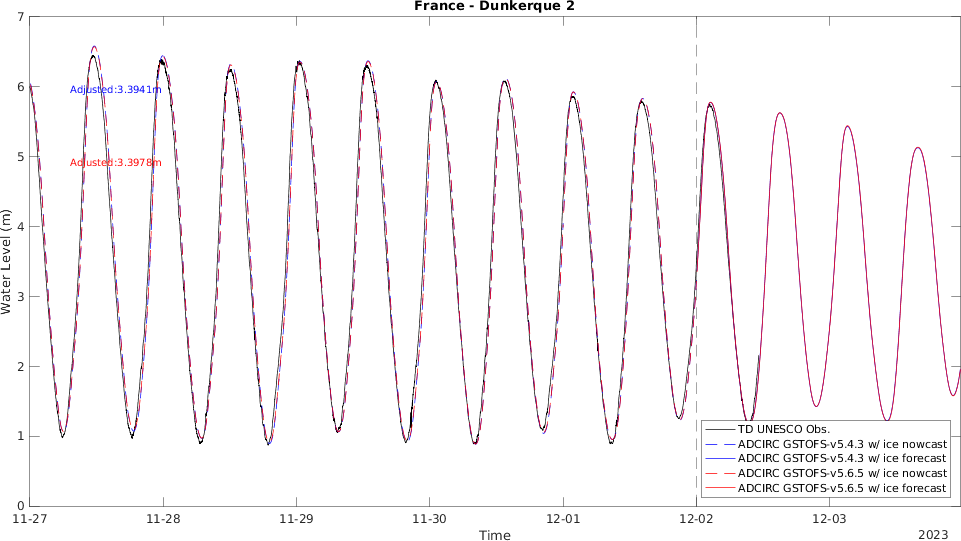 France - Dunkerque 2
7
6
5
4
3
2
1
0
Water Level (m)
Adjusted:3.3941m
Adjusted:3.3978m
TD UNESCO Obs.
ADCIRC GSTOFS-v5.4.3 w/ ice nowcast
ADCIRC GSTOFS-v5.4.3 w/ ice forecast
ADCIRC GSTOFS-v5.6.5 w/ ice nowcast
ADCIRC GSTOFS-v5.6.5 w/ ice forecast
11-27 11-28 11-29 11-30 12-01 12-02 12-03
Time
2023